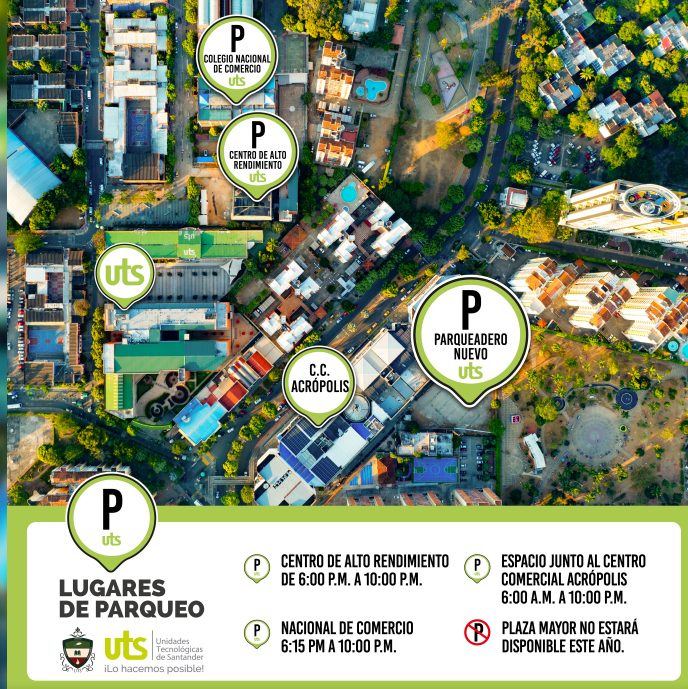 P
COLEGIO NACIONAL
DE COMERCIO
uts
P
CENTRO DE ALTO
RENDIMIENTO
uts
uts
uts
uts
P
PARQUEADERO
NUEVO
uts
C.C.
ACRÓPOLIS
P
uts
LUGARES
DE PARQUEO
uts
Unidades
Tecnológicas
de Santander
¡Lo hacemos posible!
P
CENTRO DE ALTO RENDIMIENTO
DE 6:00 P.M. A 10:00 P.M.
P
NACIONAL DE COMERCIO
6:15 PM A 10:00 P.M.
P
ESPACIO JUNTO AL CENTRO
COMERCIAL ACRÓPOLIS
6:00 A.M. A 10:00 P.M.
P
PLAZA MAYOR NO ESTARÁ
DISPONIBLE ESTE AÑO.